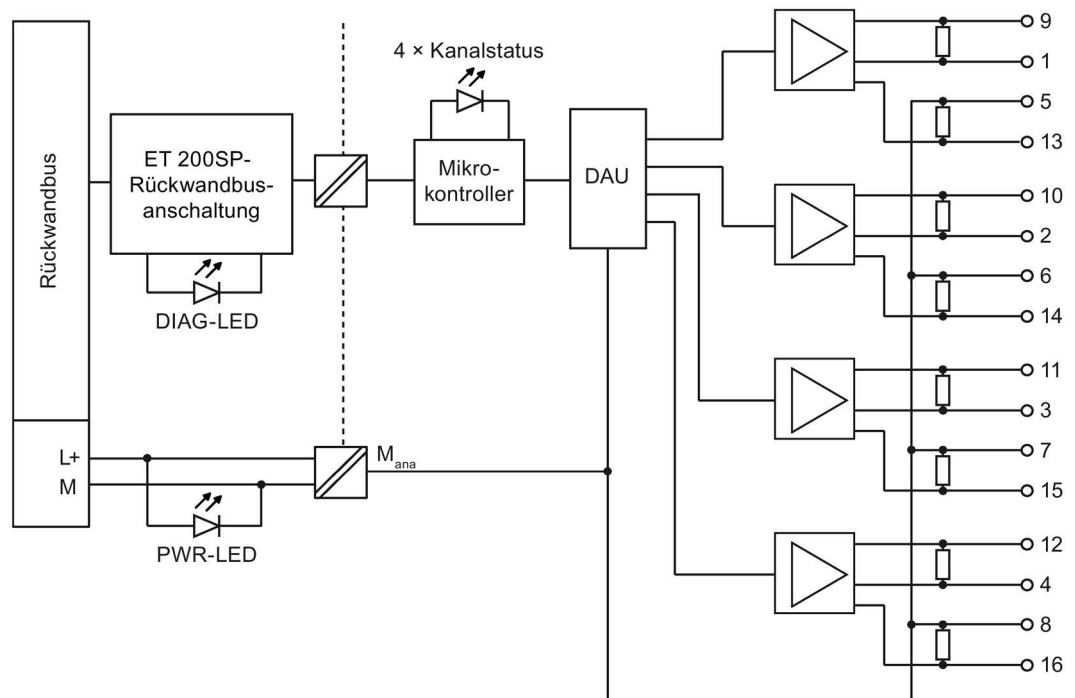 Rückwandbus
L+
M
ET 200SP-
Rückwandbus-
anschaltung
DIAG-LED
PWR-LED
4 × Kanalstatus
Mikro-
kontroller
M ana
DAU
9
1
5
13
10
2
6
14
11
3
7
15
12
4
8
16